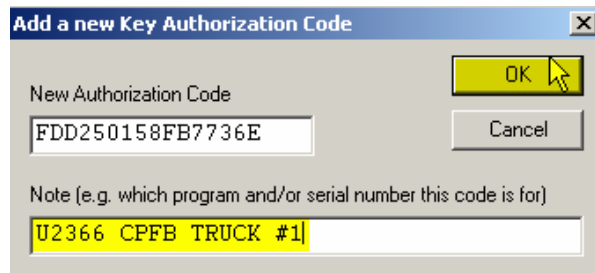 Add a new Key Authorization Code
OK
New Authorization Code
FDD250158FB7736E
Cancel
Note (e.g. which program and/or serial number this code is for)
U2366 CPFB TRUCK #1